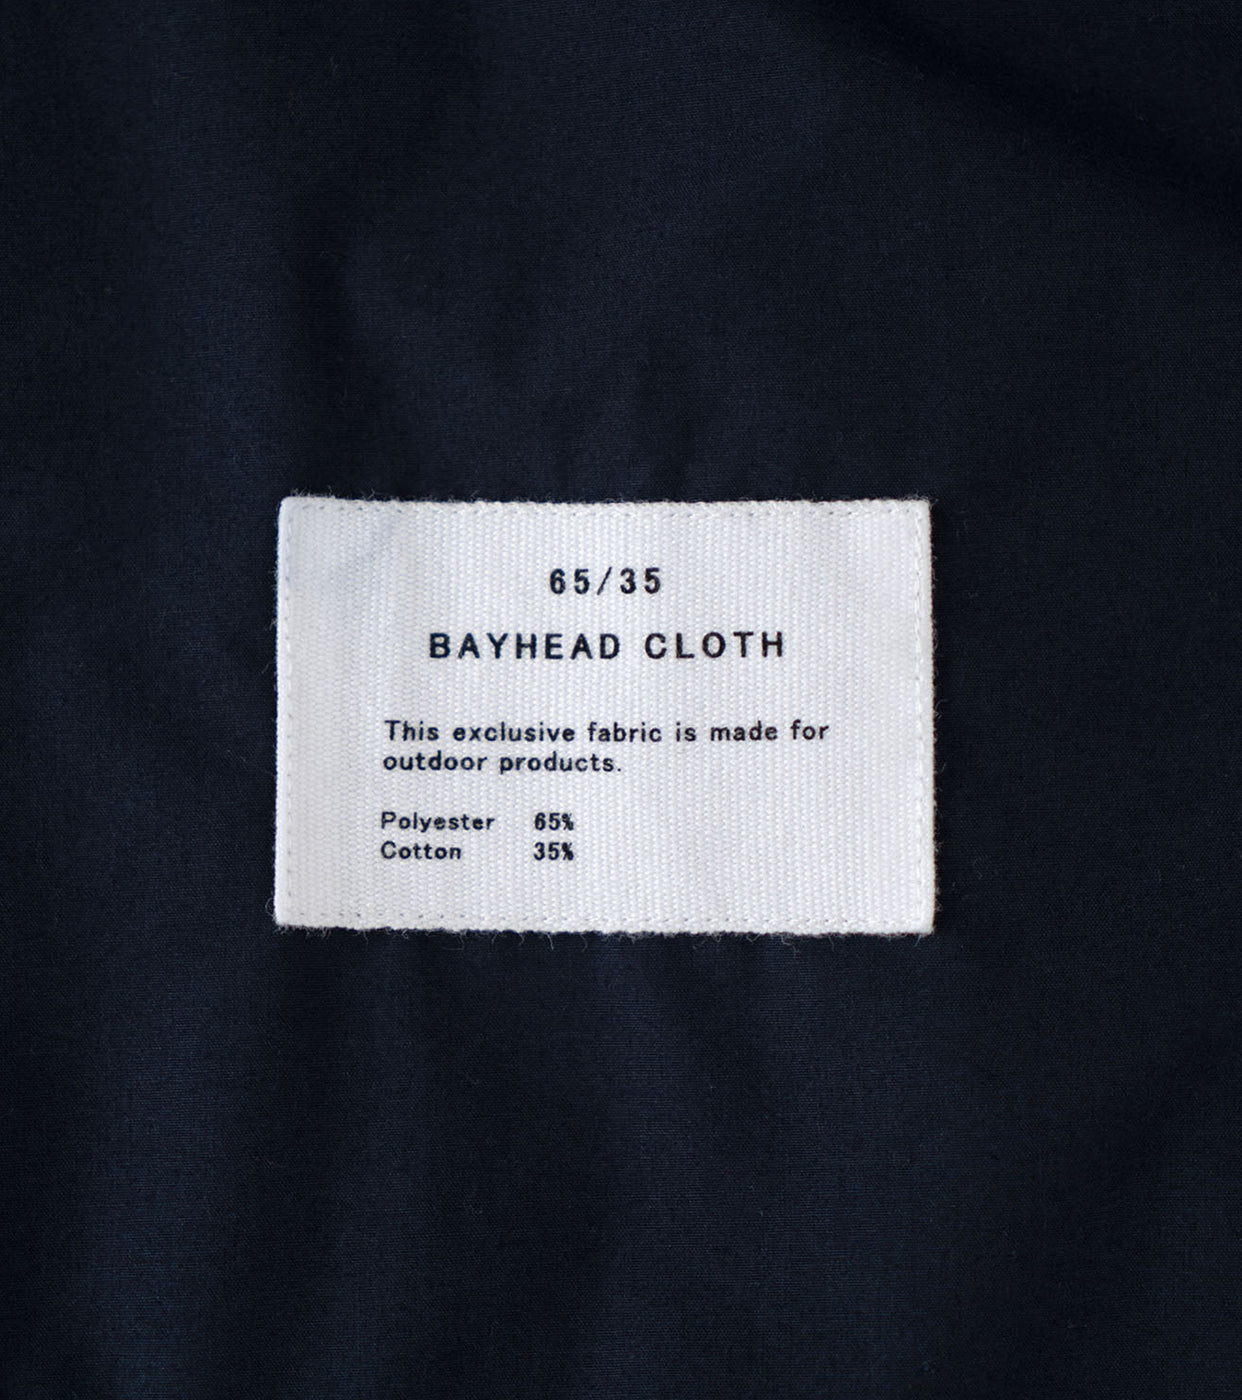 65/35
BAYHEAD CLOTH
This exclusive fabric is made for
outdoor products.
Polyester 65%
Cotton 35%